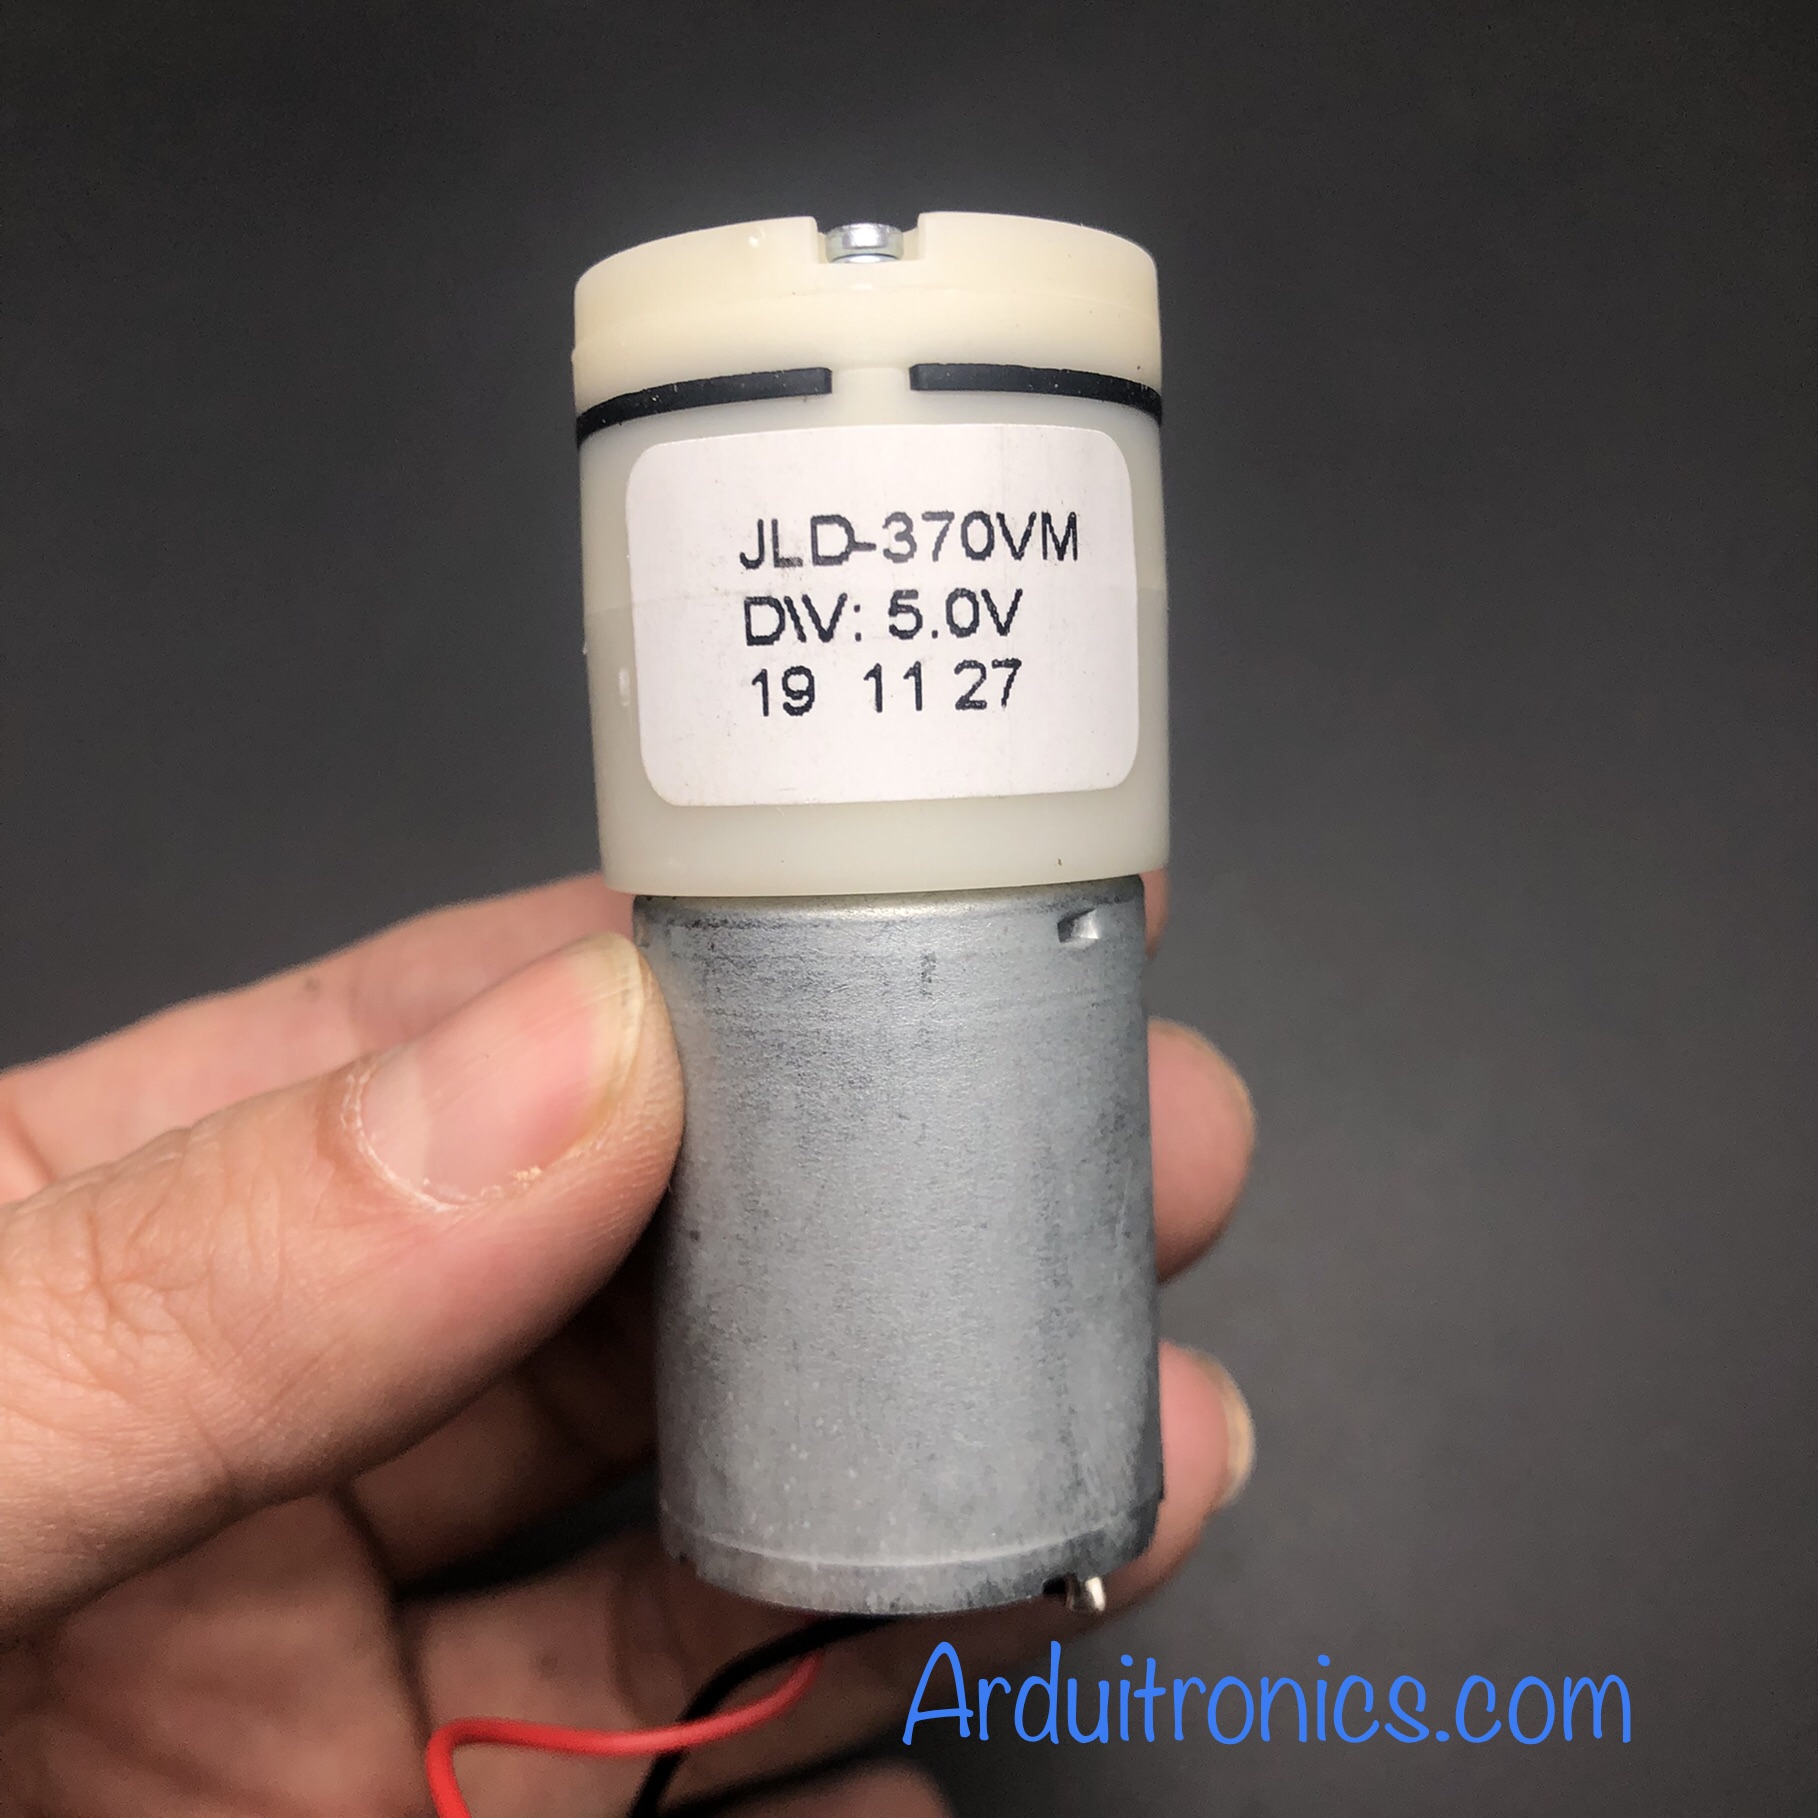 JLD-370VM
D\V: 5.0V
19 11 27
Arduitronics.com